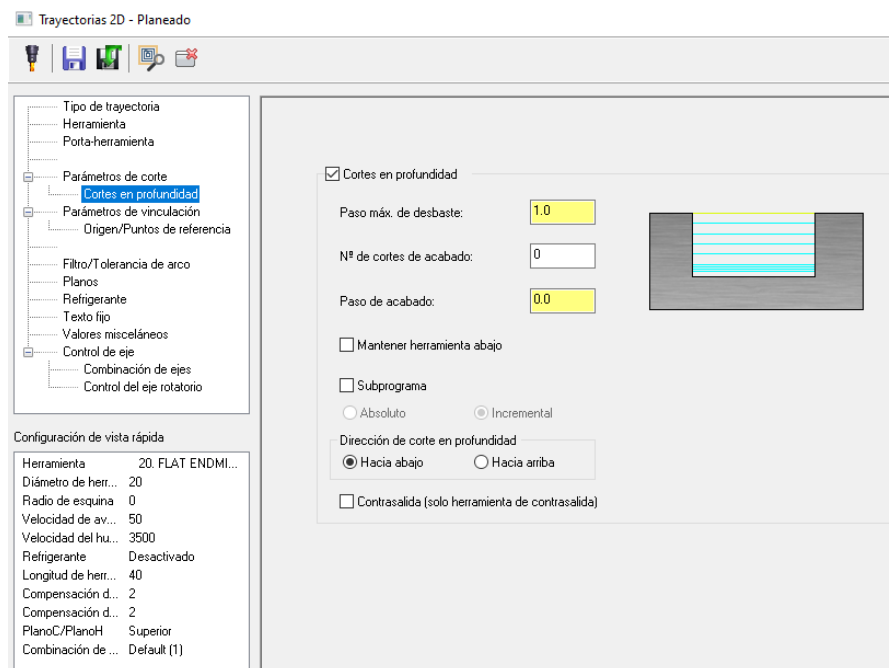 Trayectorias 2D - Planeado
Tipo de trayectoria
Herramienta
Porta-herramienta
Parámetros de corte
Cortes en profundidad
Parámetros de vinculación
Origen/Puntos de referencia
Filtro/Tolerancia de arco
Planos
Refrigerante
Texto fijo
Valores misceláneos
Control de eje
Combinación de ejes
Control del eje rotatorio
Configuración de vista rápida
Herramienta 20. FLAT ENDMI...
Diámetro de herr... 20
Radio de esquina 0
Velocidad de av... 50
Velocidad del hu... 3500
Refrigerante Desactivado
Longitud de herr... 40
Compensación d... 2
Compensación d... 2
PlanoC/PlanoH Superior
Combinación de ... Default (1)
Cortes en profundidad
Paso máx. de desbaste: 1.0
Nª de cortes de acabado: 0
Paso de acabado: 0.0
Mantener herramienta abajo
Subprograma
Absoluto Incremental
Dirección de corte en profundidad
Hacia abajo Hacia arriba
Contrasalida (solo herramienta de contrasalida)